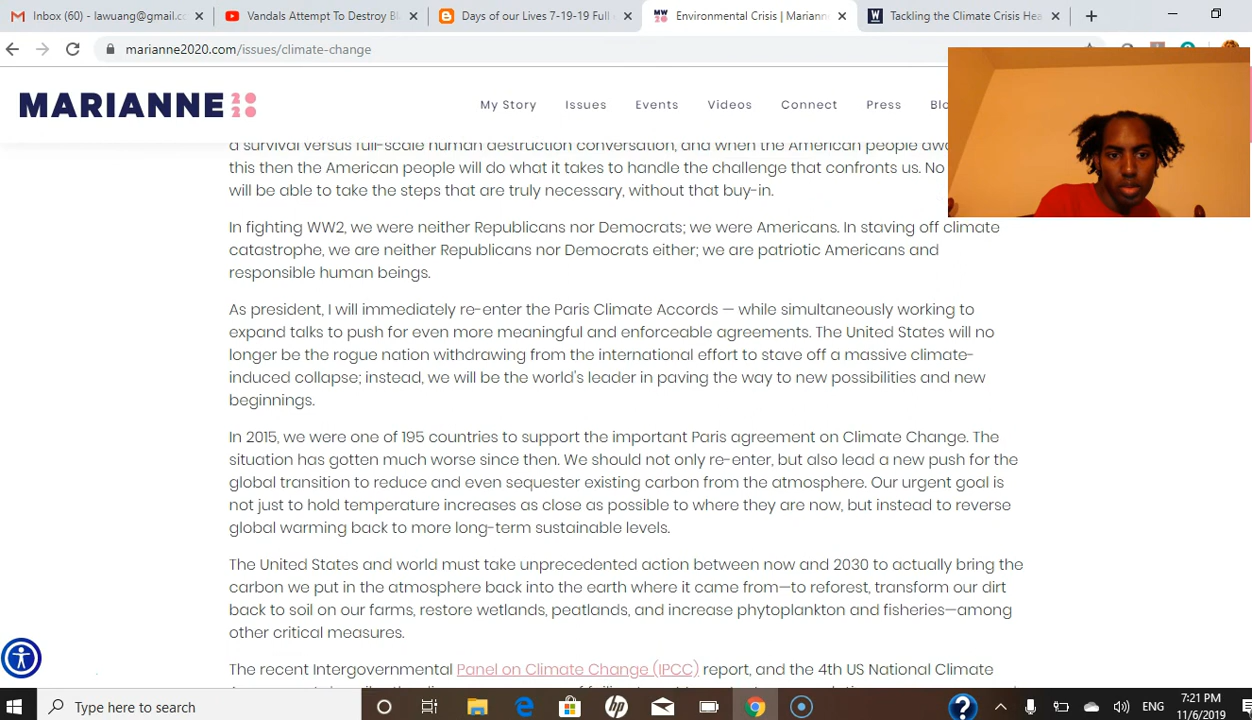 Inbox (60) - lawuang@gmail.c
Vandals Attempt To Destroy Bl
Days of our Lives 7-19-19 Full
Environmental Crisis | Mariann
Tackling the Climate Crisis Hea
marianne2020.com/issues/climate-change
MARIANNE 2020
My Story Issues Events Videos Connect Press Blo
a survival versus full-scale human destruction conversation, and when the American people
this then the American people will do what it takes to handle the challenge that confronts us. No
will be able to take the steps that are truly necessary, without that buy-in.
In fighting WW2, we were neither Republicans nor Democrats; we were Americans. In staving off climate
catastrophe, we are neither Republicans nor Democrats either; we are patriotic Americans and
responsible human beings.
As president, I will immediately re-enter the Paris Climate Accords — while simultaneously working to
expand talks to push for even more meaningful and enforceable agreements. The United States will no
longer be the rogue nation withdrawing from the international effort to stave off a massive climate-
induced collapse; instead, we will be the world's leader in paving the way to new possibilities and new
beginnings.
In 2015, we were one of 195 countries to support the important Paris agreement on Climate Change. The
situation has gotten much worse since then. We should not only re-enter, but also lead a new push for the
global transition to reduce and even sequester existing carbon from the atmosphere. Our urgent goal is
not just to hold temperature increases as close as possible to where they are now, but instead to reverse
global warming back to more long-term sustainable levels.
The United States and world must take unprecedented action between now and 2030 to actually bring the
carbon we put in the atmosphere back into the earth where it came from—to reforest, transform our dirt
back to soil on our farms, restore wetlands, peatlands, and increase phytoplankton and fisheries—among
other critical measures.
The recent Intergovernmental Panel on Climate Change (IPCC) report, and the 4th US National Climate
Type here to search
ENG
7:21 PM
11/6/2019